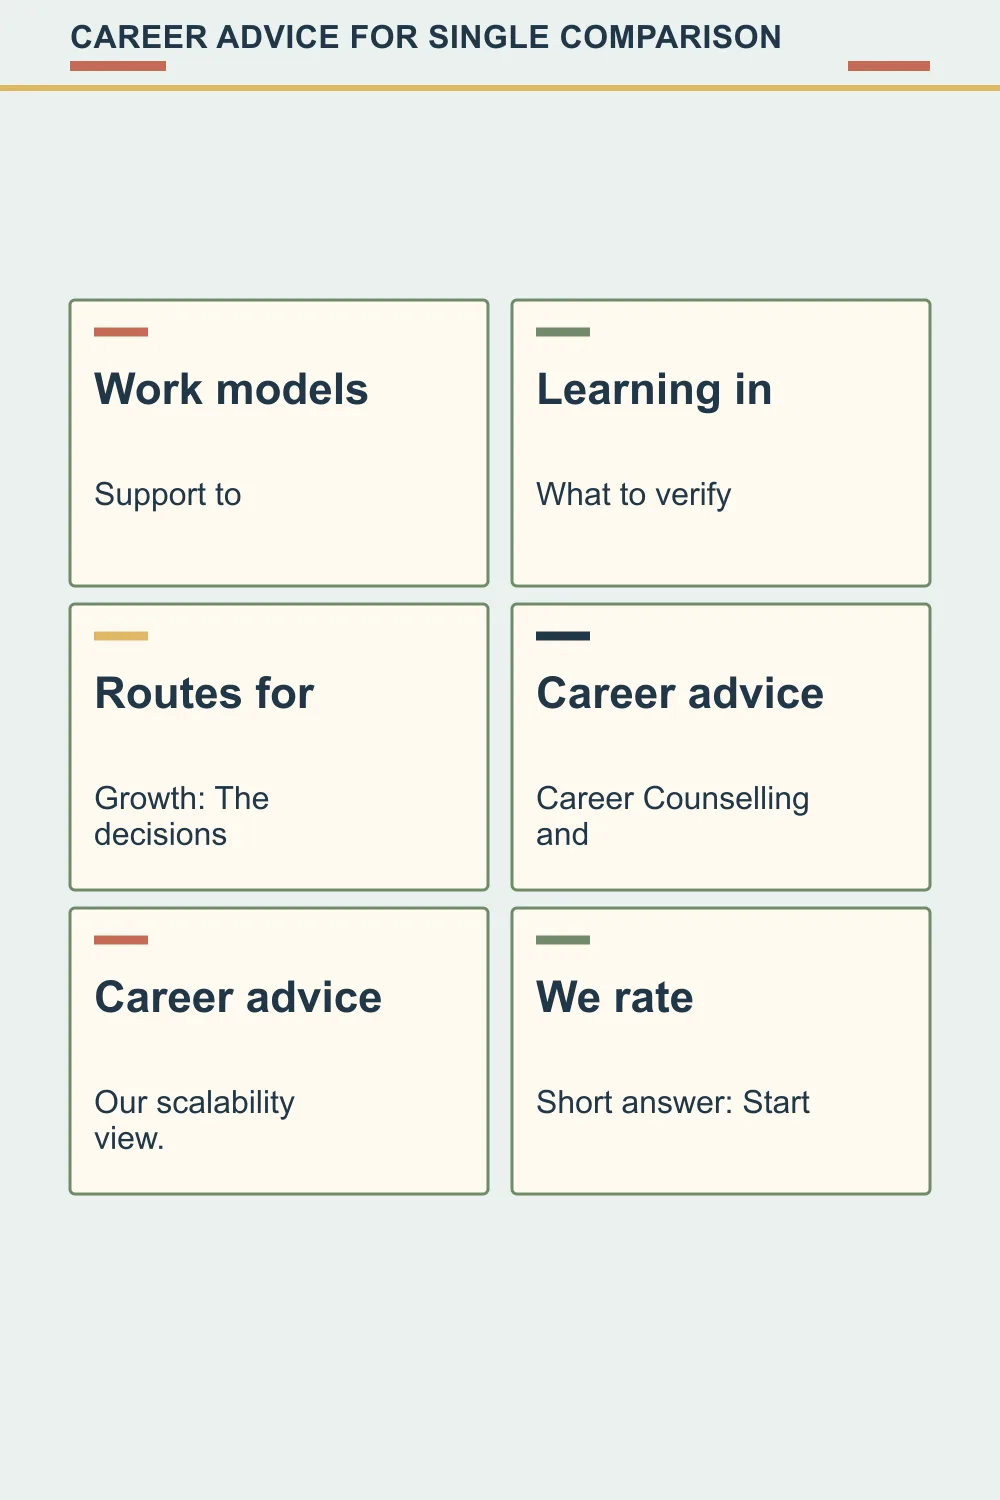 CAREER ADVICE FOR SINGLE COMPARISON
Work models
Support to
Learning in
What to verify
Routes for
Growth: The
decisions
Career advice
Career Counselling
and
Career advice
Our scalability
view.
We rate
Short answer: Start